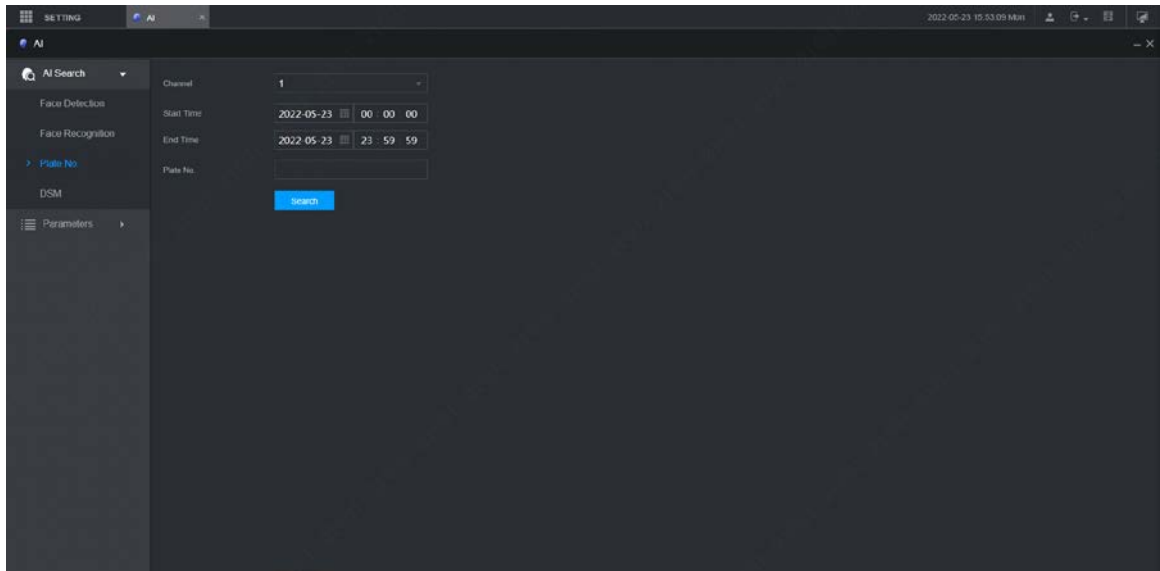 SETTING AI 2022-05-23 15:53:09 Mon
AI
AI Search
Face Detection
Face Recognition
Plate No.
DSM
Parameters
Channel 1
Start Time 2022-05-23 00 : 00 : 00
End Time 2022-05-23 23 : 59 : 59
Plate No.
Search